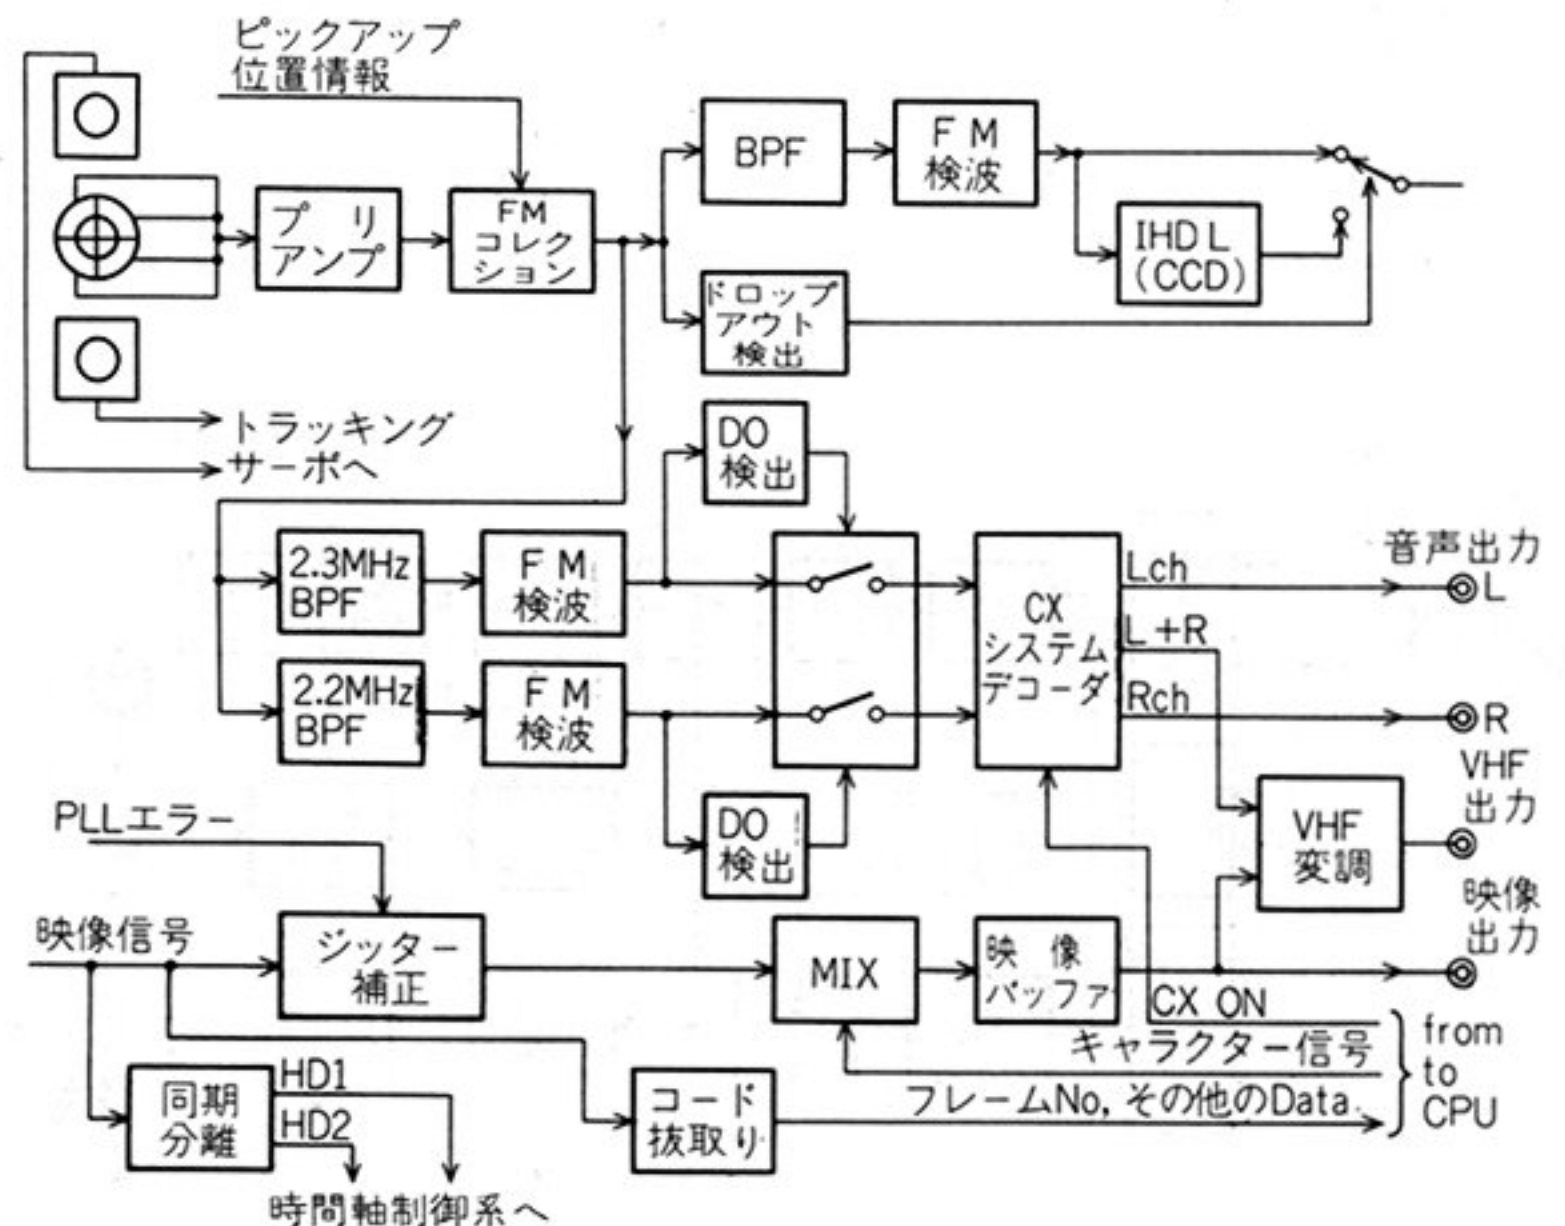 ピックアップ
位置情報
プリ
アンプ
FM
コレク
ション
BPF
FM
検波
IHDL
(CCD)
ドロップ
アウト
検出
トラッキング
サーボへ
DO
検出
2.3MHz
BPF
FM
検波
2.2MHz
BPF
FM
検波
DO
検出
CX
システム
デコーダ
Lch
L+R
Rch
音声出力
L
R
VHF
出力
VHF
変調
映像
出力
PLLエラー
映像信号
ジッター
補正
MIX
映像
バッファ
CX ON
キャラクター信号
フレームNo,その他のData
from
to
CPU
同期
分離
HD1
HD2
コード
抜取り
時間軸制御系へ